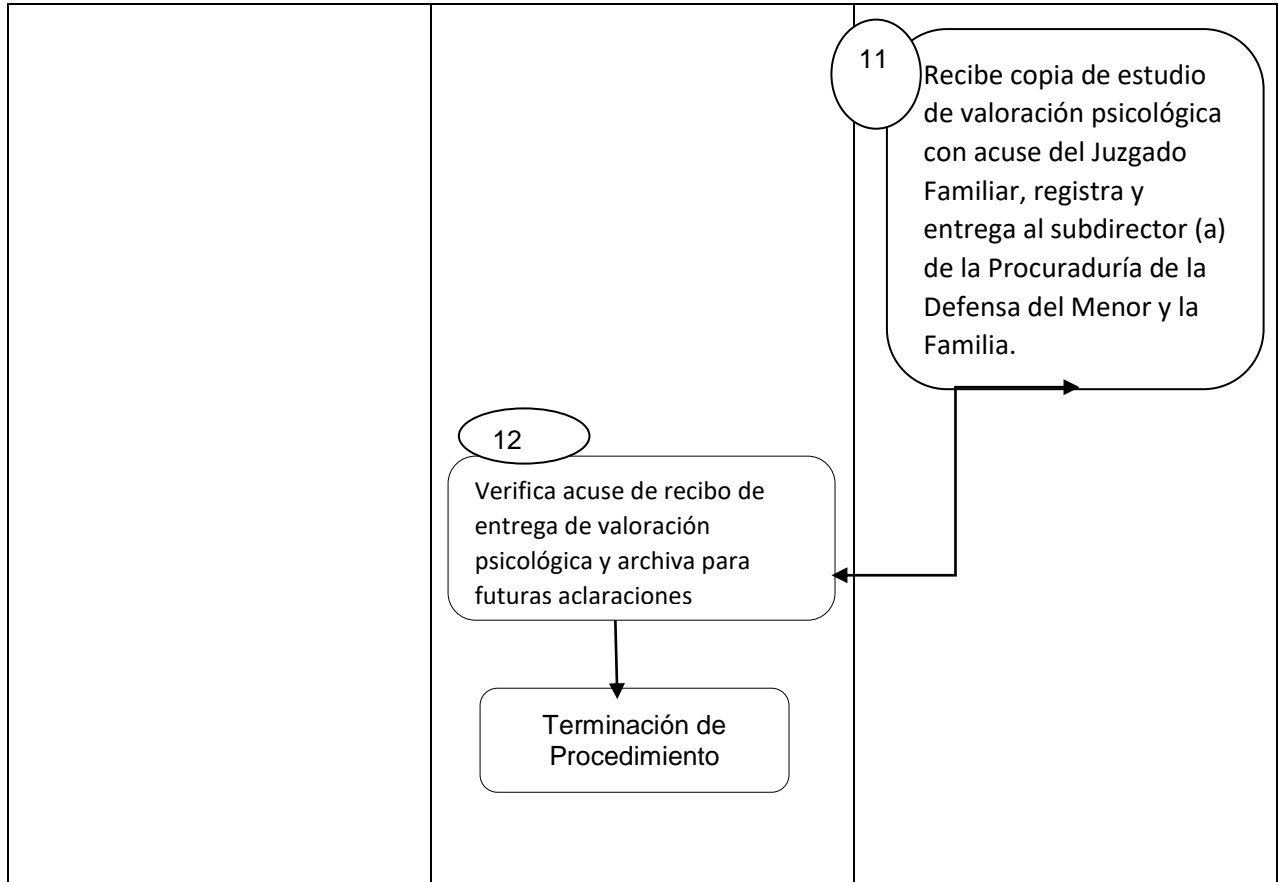 11
Recibe copia de estudio
de valoración psicológica
con acuse del Juzgado
Familiar, registra y
entrega al subdirector (a)
de la Procuraduría de la
Defensa del Menor y la
Familia.
12
Verifica acuse de recibo de
entrega de valoración
psicológica y archiva para
futuras aclaraciones
Terminación de
Procedimiento